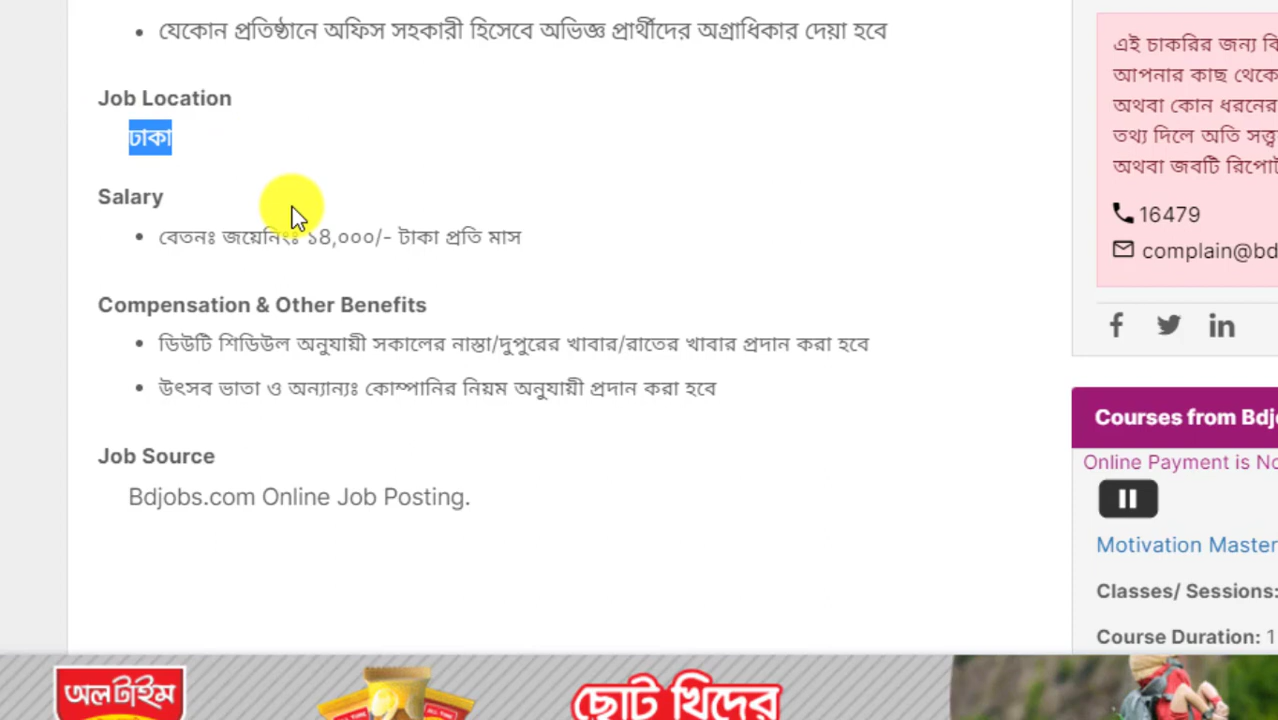 যেকোন প্রতিষ্ঠানে অফিস সহকারী হিসেবে অভিজ্ঞ প্রার্থীদের অগ্রাধিকার দেয়া হবে
Job Location
ঢাকা
Salary
বেতনঃ জয়েনিংঃ ১৪,০০০/- টাকা প্রতি মাস
Compensation & Other Benefits
ডিউটি শিডিউল অনুযায়ী সকালের নাস্তা/দুপুরের খাবার/রাতের খাবার প্রদান করা হবে
উৎসব ভাতা ও অন্যান্যঃ কোম্পানির নিয়ম অনুযায়ী প্রদান করা হবে
Job Source
Bdjobs.com Online Job Posting.
এই চাকরির জন্য
আপনার কাছ থেকে
অথবা কোন ধরনের
তথ্য দিলে অতি
অথবা জবটি
16479
complain@bd
Courses from Bdj
Online Payment is
Motivation Master
Classes/ Sessions:
Course Duration: 1
অলটাইম
ছোট খিদের